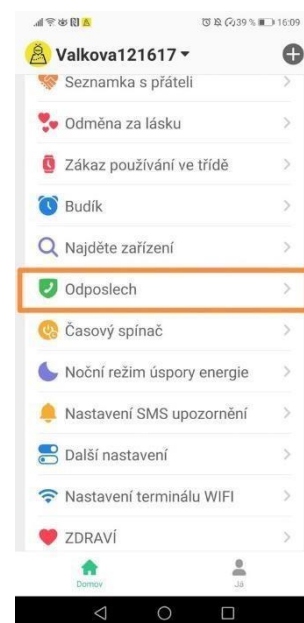 39 % 16:09
Valkova121617
Seznamka s přáteli
Odměna za lásku
Zákaz používání ve třídě
Budík
Najděte zařízení
Odposlech
Časový spínač
Noční režim úspory energie
Nastavení SMS upozornění
Další nastavení
Nastavení terminálu WIFI
ZDRAVÍ
Domov
Já